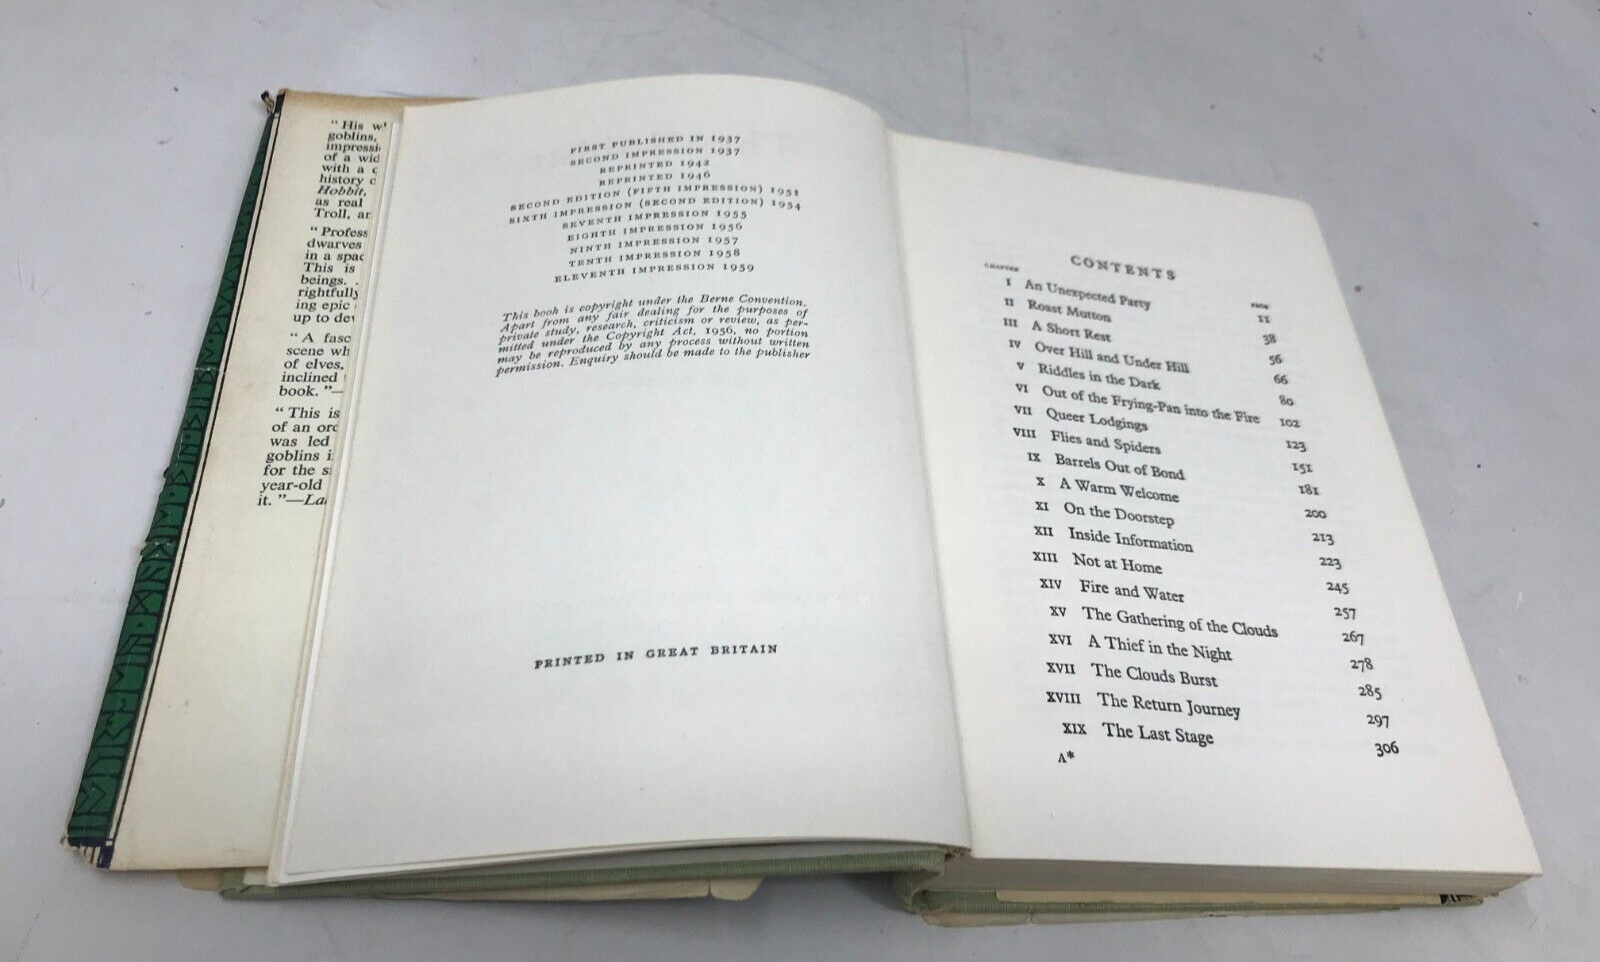 " His w
goblins,
impressi
of a wid
with a c
history o
Hobbit,
as real
Troll, an
" Profess
dwarves
in a spac
This is
beings. .
rightfully
ing epic
up to dev
" A fasc
scene wh
of elves,
inclined
book. "—
" This is
of an ord
was led
goblins i
for the s
year-old
it. "—La
FIRST PUBLISHED IN 1937
SECOND IMPRESSION 1937
REPRINTED 1942
REPRINTED 1946
SECOND EDITION (FIFTH IMPRESSION) 1951
SIXTH IMPRESSION (SECOND EDITION) 1954
SEVENTH IMPRESSION 1955
EIGHTH IMPRESSION 1956
NINTH IMPRESSION 1957
TENTH IMPRESSION 1958
ELEVENTH IMPRESSION 1959
This book is copyright under the Berne Convention.
Apart from any fair dealing for the purposes of
private study, research, criticism or review, as per-
mitted under the Copyright Act, 1956, no portion
may be reproduced by any process without written
permission. Enquiry should be made to the publisher
PRINTED IN GREAT BRITAIN
CONTENTS
CHAPTER PAGE
I An Unexpected Party 11
II Roast Mutton 38
III A Short Rest 56
IV Over Hill and Under Hill 66
V Riddles in the Dark 80
VI Out of the Frying-Pan into the Fire 102
VII Queer Lodgings 123
VIII Flies and Spiders 151
IX Barrels Out of Bond 181
X A Warm Welcome 200
XI On the Doorstep 213
XII Inside Information 223
XIII Not at Home 245
XIV Fire and Water 257
XV The Gathering of the Clouds 267
XVI A Thief in the Night 278
XVII The Clouds Burst 285
XVIII The Return Journey 297
XIX The Last Stage 306
A*